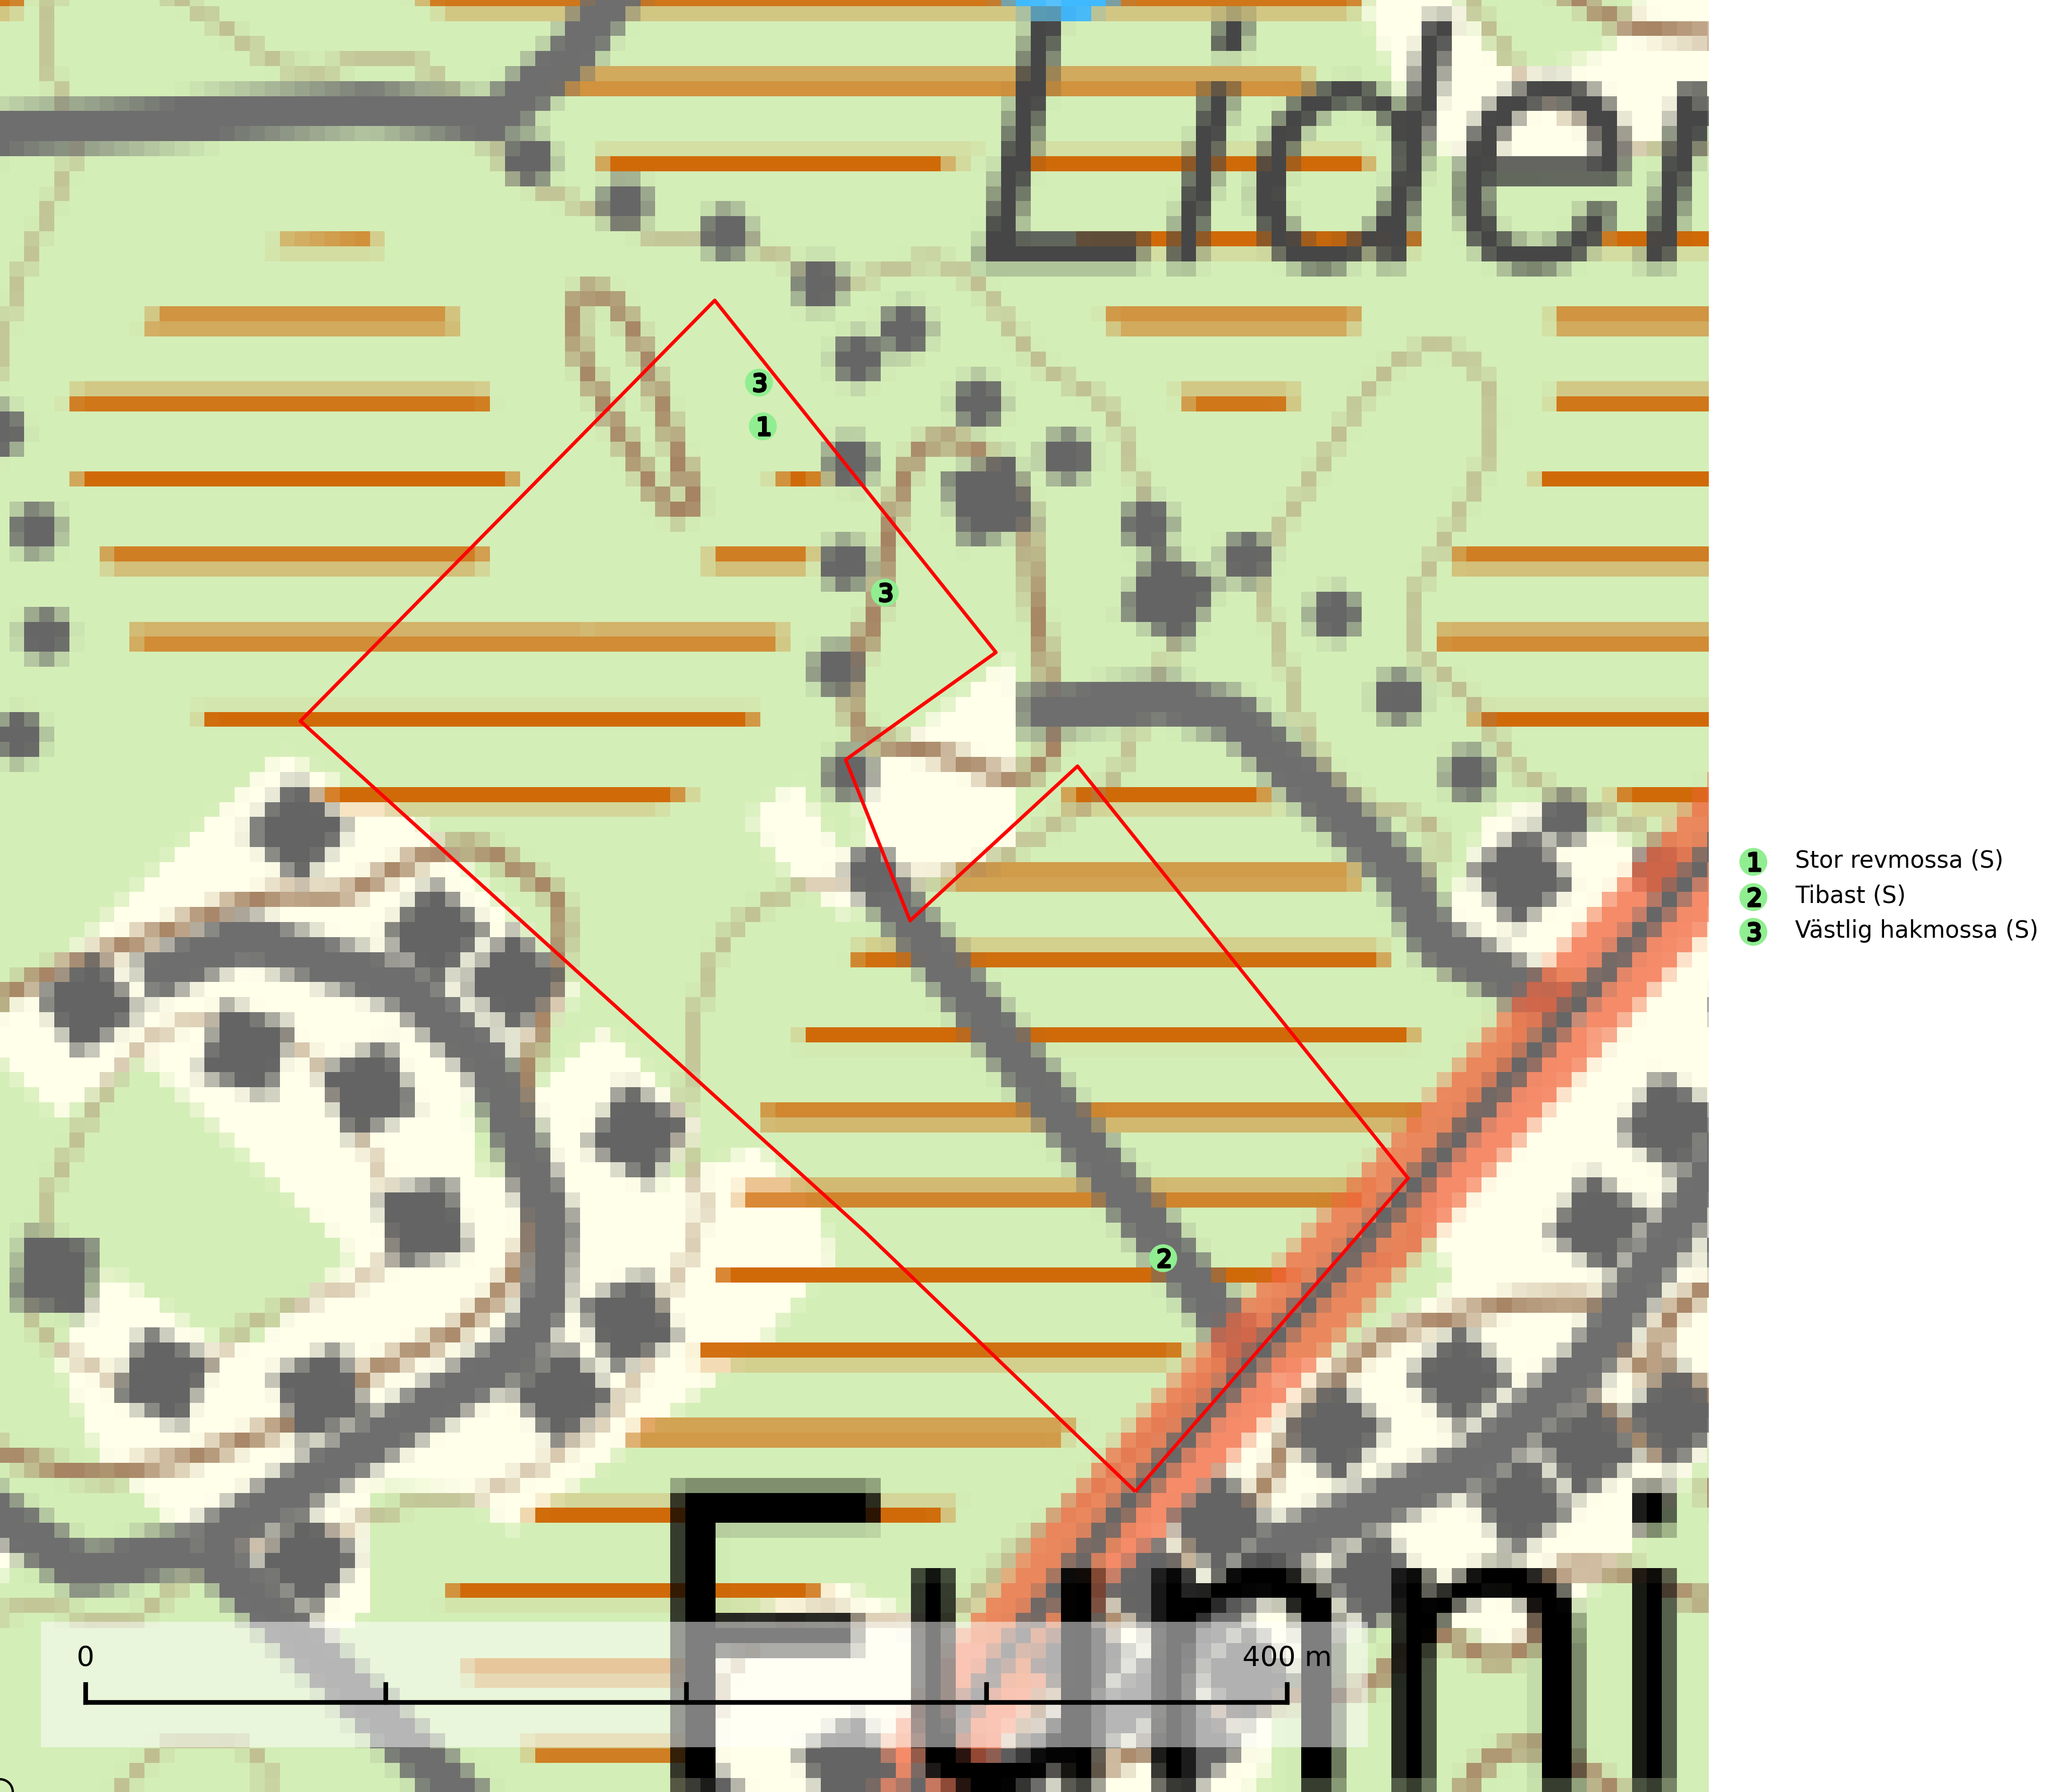 3
1
3
2
1 Stor revmossa (S)
2 Tibast (S)
3 Västlig hakmossa (S)
0 400 m